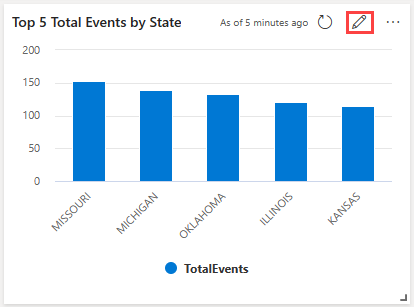 Top 5 Total Events by State As of 5 minutes ago
200
150
100
50
0
MISSOURI
MICHIGAN
OKLAHOMA
ILLINOIS
KANSAS
TotalEvents